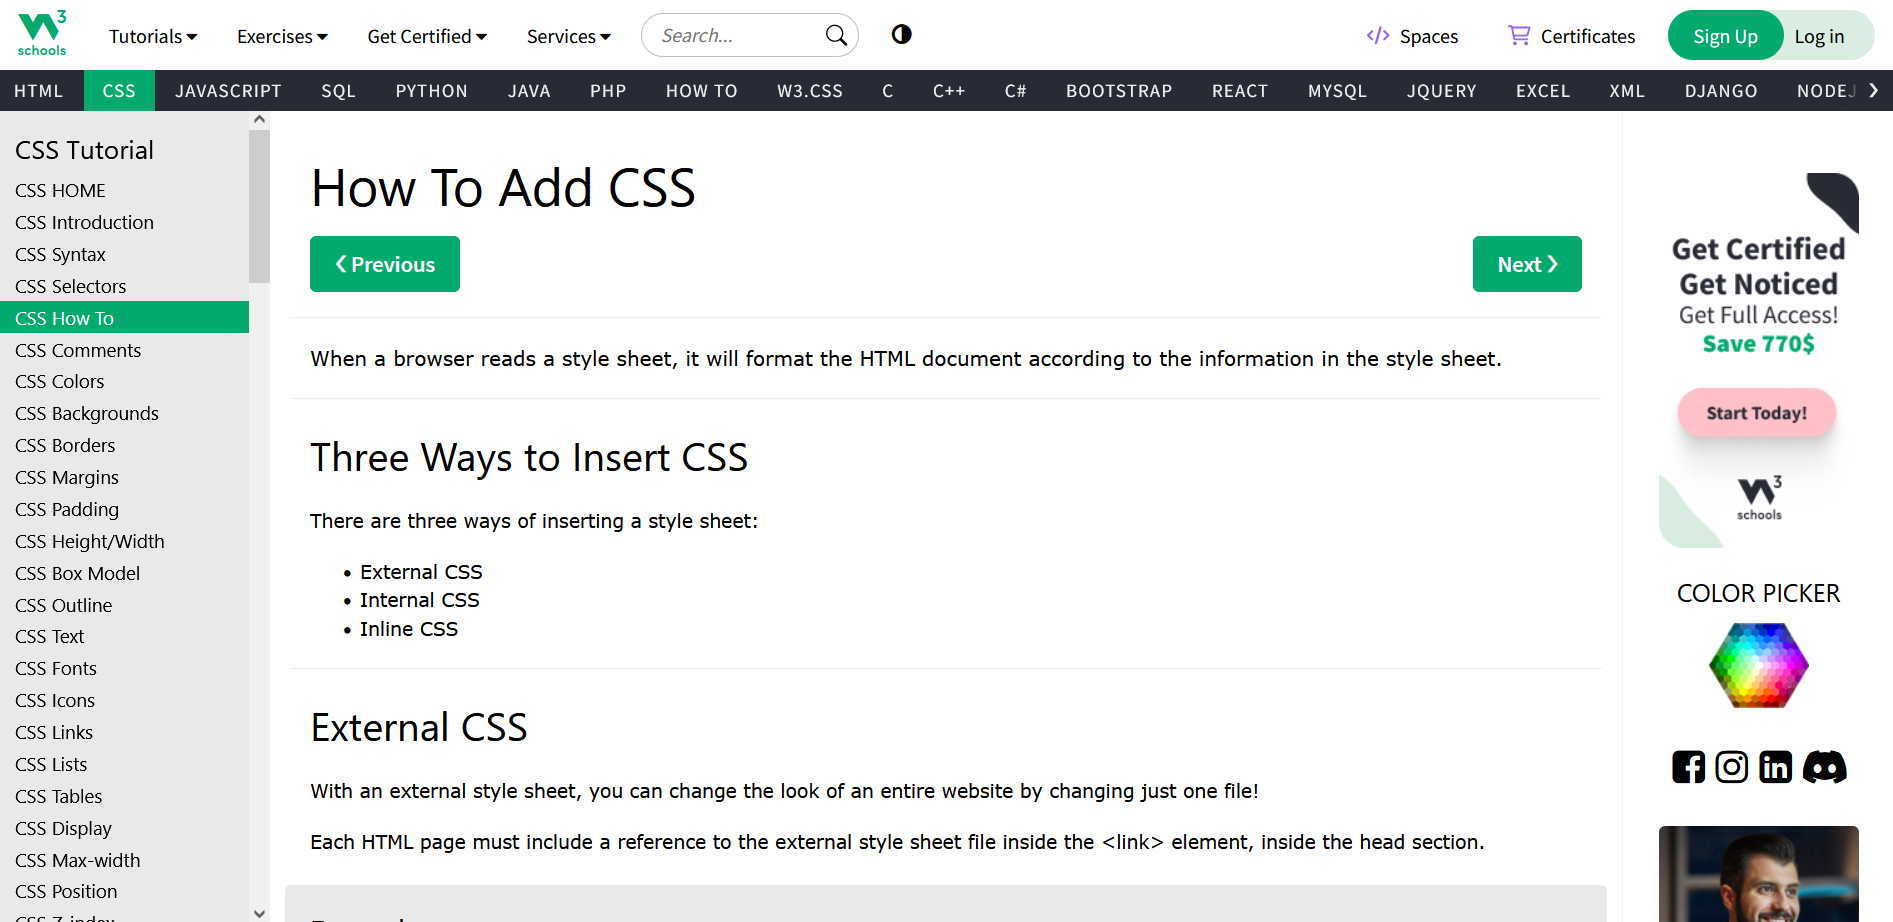 W3 schools
Tutorials Exercises Get Certified Services Search... Spaces Certificates Sign Up Log in
HTML CSS JAVASCRIPT SQL PYTHON JAVA PHP HOW TO W3.CSS C C++ C# BOOTSTRAP REACT MYSQL JQUERY EXCEL XML DJANGO NODEJ
CSS Tutorial
CSS HOME
CSS Introduction
CSS Syntax
CSS Selectors
CSS How To
CSS Comments
CSS Colors
CSS Backgrounds
CSS Borders
CSS Margins
CSS Padding
CSS Height/Width
CSS Box Model
CSS Outline
CSS Text
CSS Fonts
CSS Icons
CSS Links
CSS Lists
CSS Tables
CSS Display
CSS Max-width
CSS Position
CSS Z-index
How To Add CSS
❮ Previous
Next ❯
When a browser reads a style sheet, it will format the HTML document according to the information in the style sheet.
Three Ways to Insert CSS
There are three ways of inserting a style sheet:
• External CSS
• Internal CSS
• Inline CSS
External CSS
With an external style sheet, you can change the look of an entire website by changing just one file!
Each HTML page must include a reference to the external style sheet file inside the <link> element, inside the head section.
Get Certified
Get Noticed
Get Full Access!
Save 770$
Start Today!
W3 schools
COLOR PICKER
in